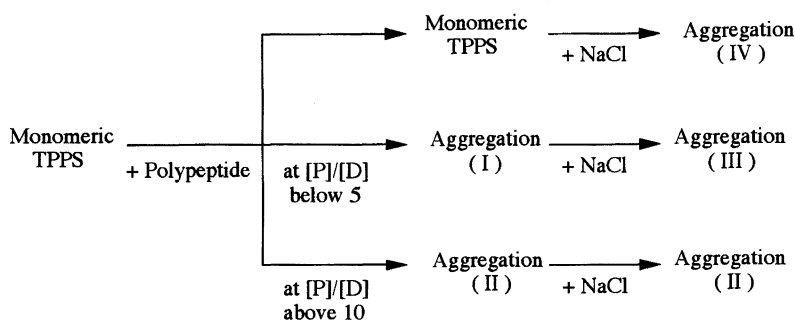 Monomeric
TPPS
+ NaCl
Aggregation
( IV )
Monomeric
TPPS
+ Polypeptide
at [P]/[D]
below 5
Aggregation
( I )
+ NaCl
Aggregation
( III )
at [P]/[D]
above 10
Aggregation
( II )
+ NaCl
Aggregation
( II )